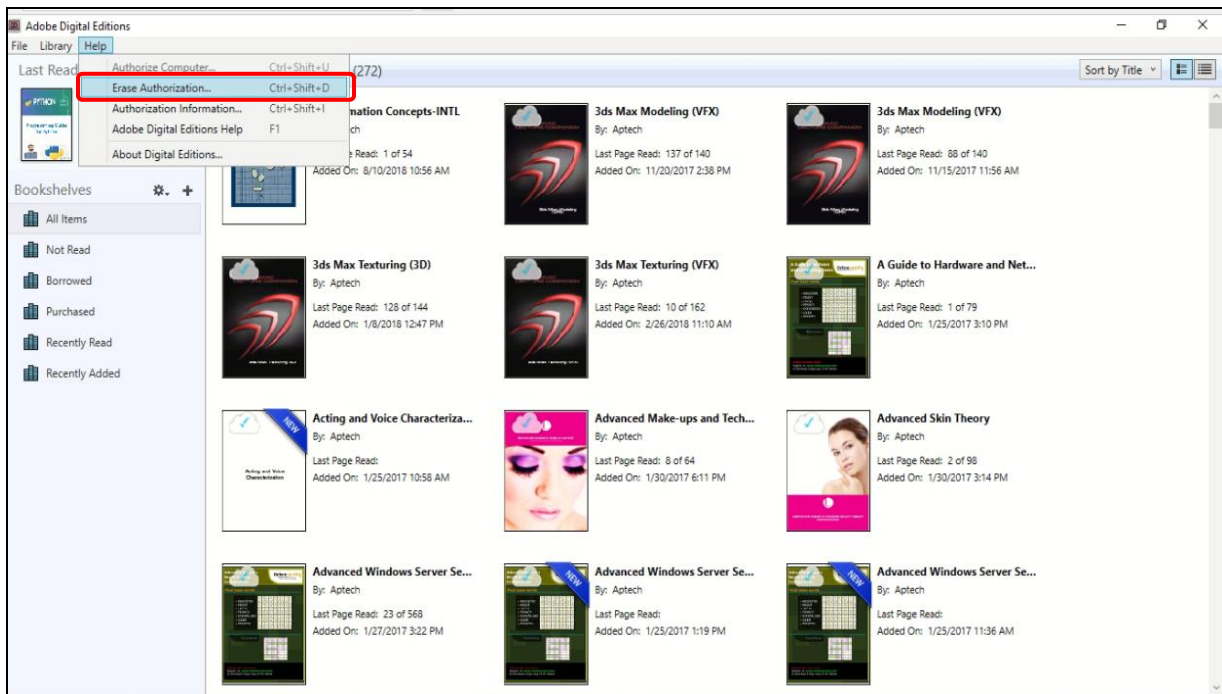 Adobe Digital Editions
File Library Help
Last Read
Authorize Computer... Ctrl+Shift+U
(272)
Sort by Title
Erase Authorization... Ctrl+Shift+D
Authorization Information... Ctrl+Shift+I
Adobe Digital Editions Help F1
About Digital Editions...
PYTHON
mation Concepts-INTL
ch
e Read: 1 of 54
Added On: 8/10/2018 10:56 AM
3ds Max Modeling (VFX)
By: Aptech
Last Page Read: 137 of 140
Added On: 11/20/2017 2:38 PM
3ds Max Modeling (VFX)
By: Aptech
Last Page Read: 88 of 140
Added On: 11/15/2017 11:56 AM
Bookshelves
All Items
Not Read
Borrowed
Purchased
Recently Read
Recently Added
3ds Max Texturing (3D)
By: Aptech
Last Page Read: 128 of 144
Added On: 1/8/2018 12:47 PM
3ds Max Texturing (VFX)
By: Aptech
Last Page Read: 10 of 162
Added On: 2/26/2018 11:10 AM
A Guide to Hardware and Net...
By: Aptech
Last Page Read: 1 of 79
Added On: 1/25/2017 3:10 PM
NEW
Acting and Voice
Characterization
Acting and Voice Characteriza...
By: Aptech
Last Page Read:
Added On: 1/25/2017 10:58 AM
Advanced Make-ups and Tech...
By: Aptech
Last Page Read: 8 of 64
Added On: 1/30/2017 6:11 PM
Advanced Skin Theory
By: Aptech
Last Page Read: 2 of 98
Added On: 1/30/2017 3:14 PM
Advanced Windows Server Se...
By: Aptech
Last Page Read: 23 of 568
Added On: 1/27/2017 3:22 PM
NEW
Advanced Windows Server Se...
By: Aptech
Last Page Read:
Added On: 1/25/2017 1:19 PM
NEW
Advanced Windows Server Se...
By: Aptech
Last Page Read:
Added On: 1/25/2017 11:36 AM